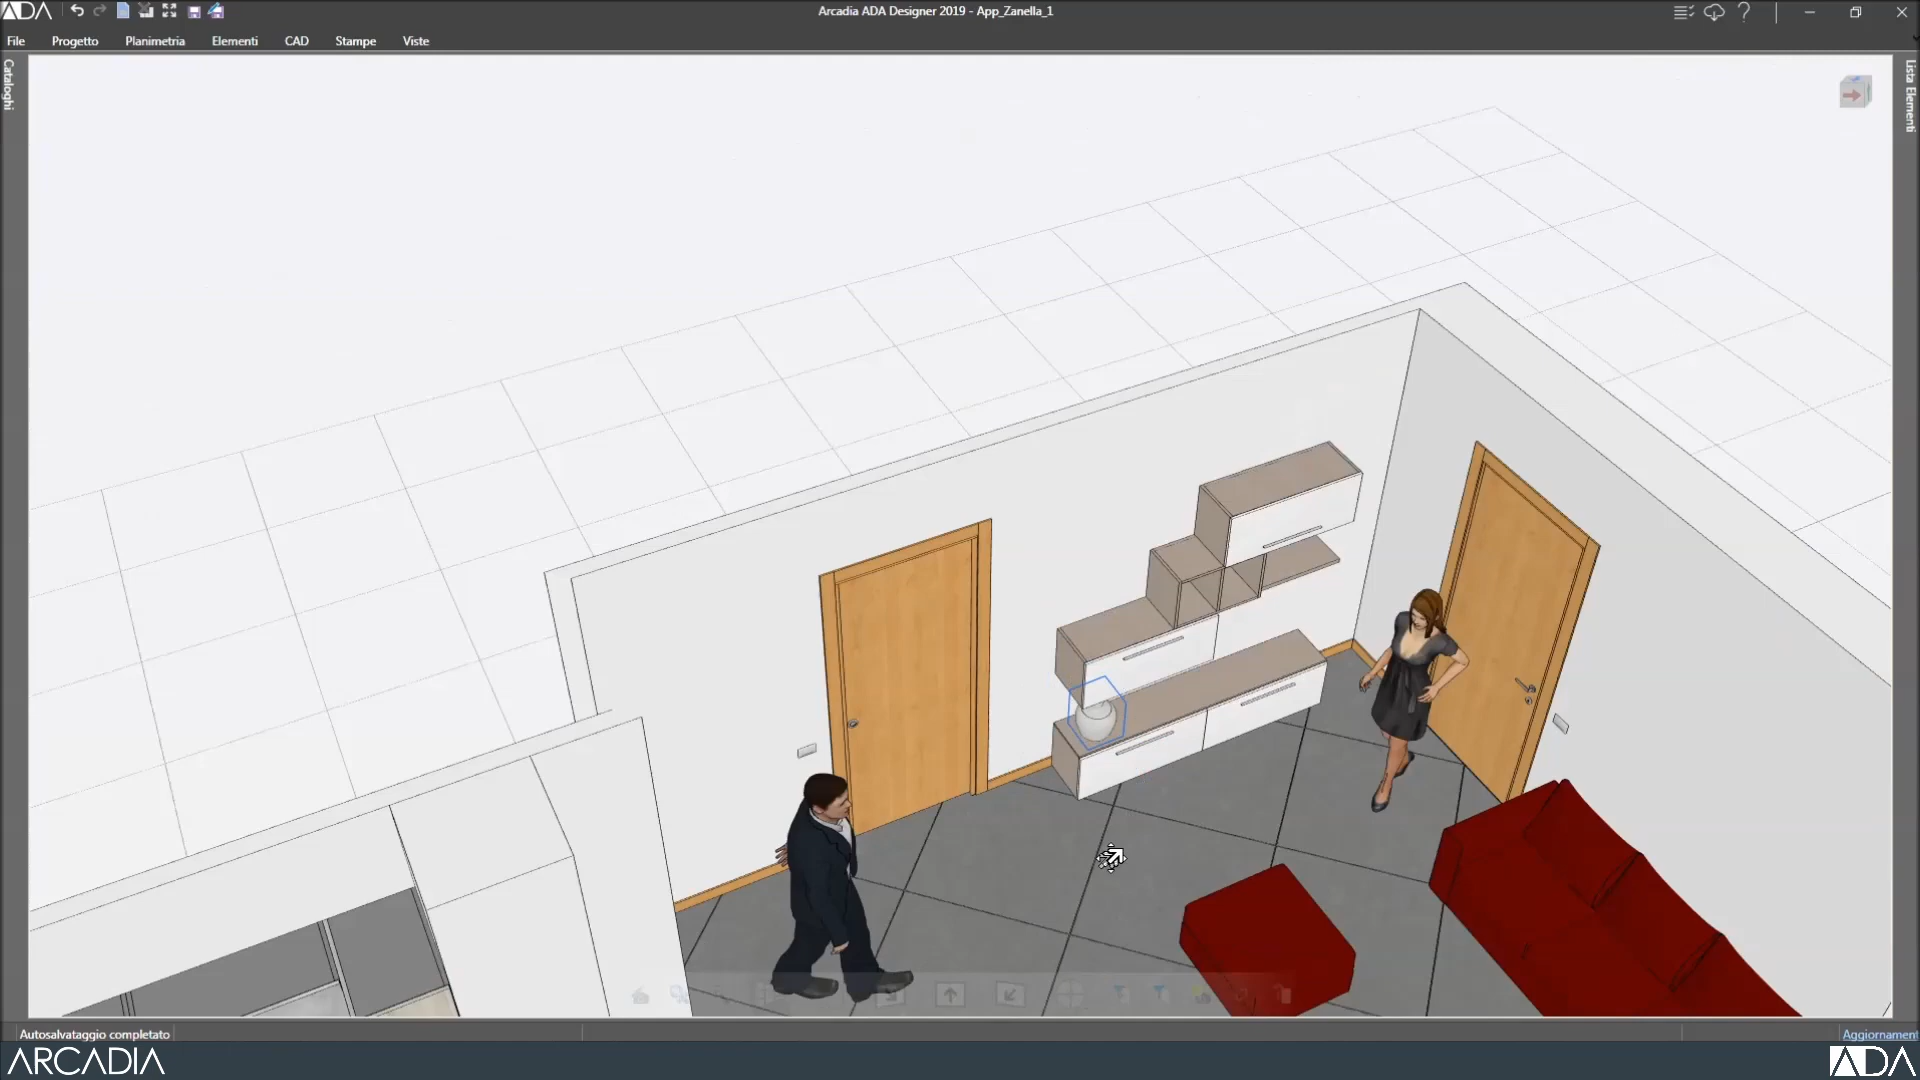 ADA
Arcadia ADA Designer 2019 - App_Zanella_1
File Progetto Planimetria Elementi CAD Stampe Viste
Cataloghi
Lista Elementi
Autosalvataggio completato
Aggiornament
ARCADIA
ADA